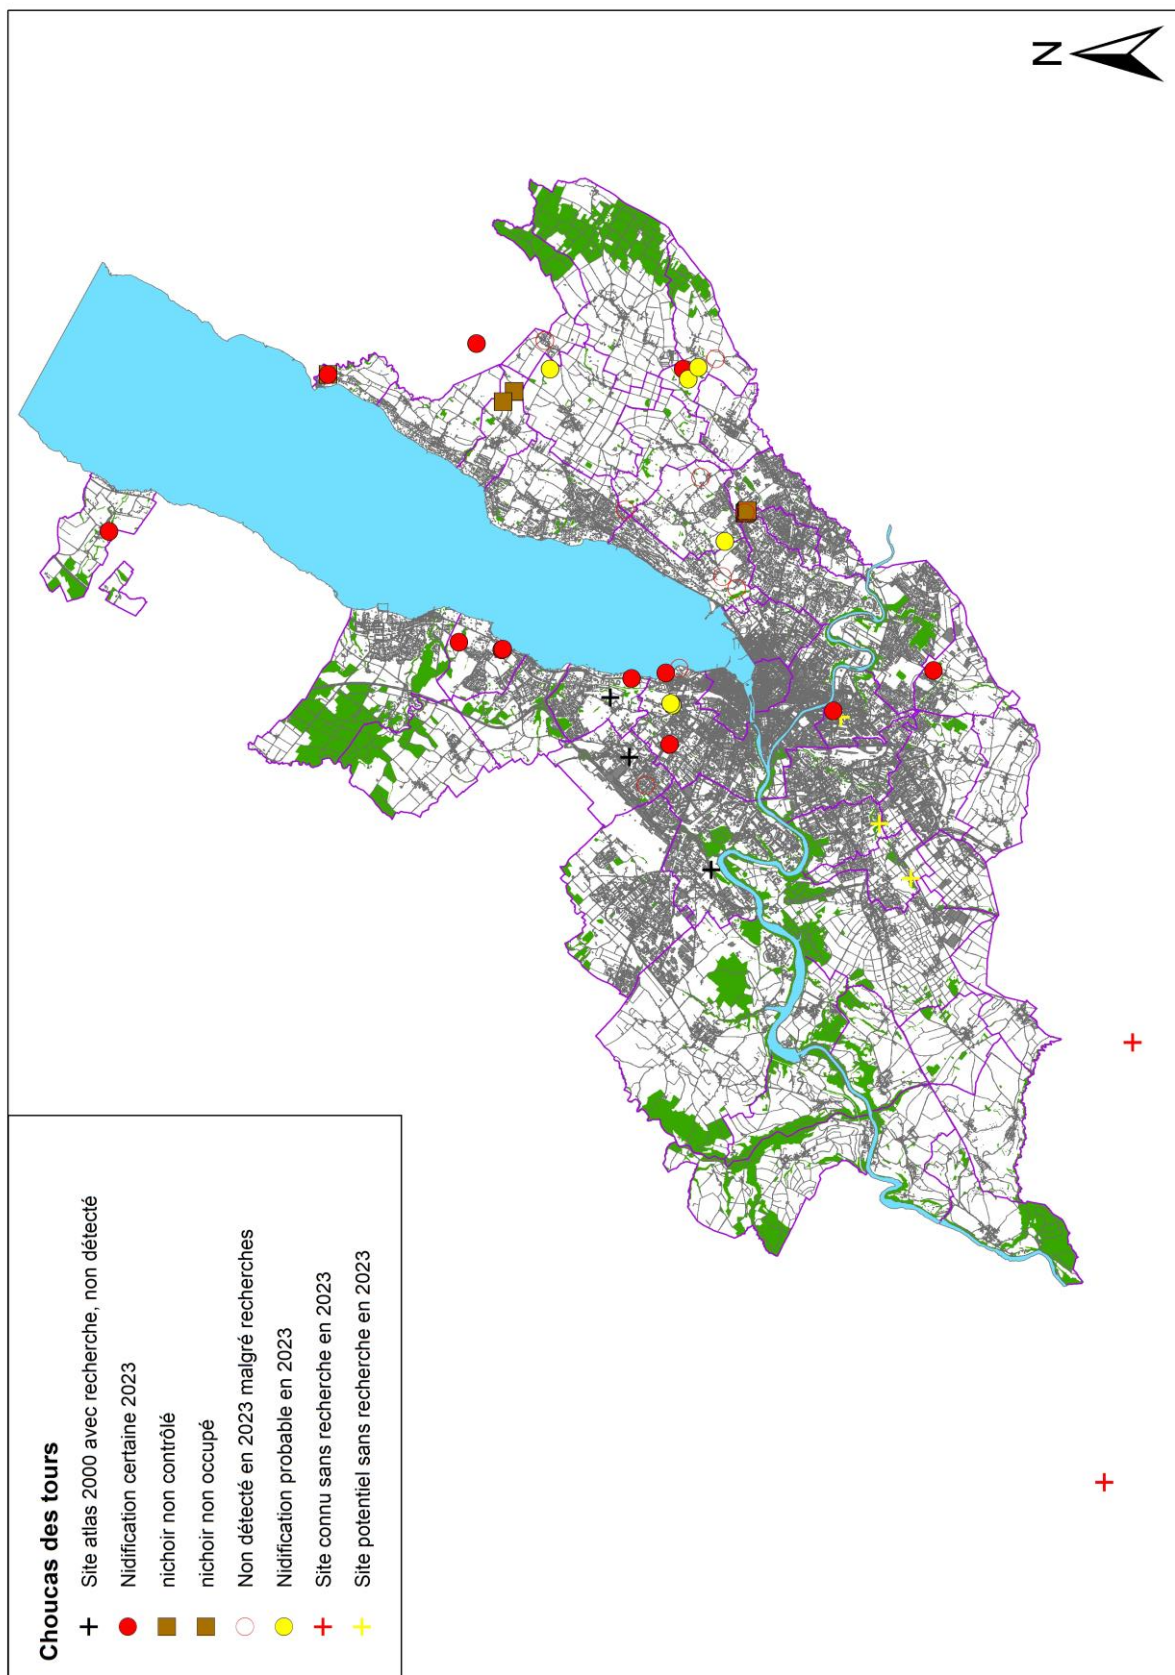 Choucas des tours
Site atlas 2000 avec recherche, non détecté
Nidification certaine 2023
nichoir non contrôlé
nichoir non occupé
Non détecté en 2023 malgré recherches
Nidification probable en 2023
Site connu sans recherche en 2023
Site potentiel sans recherche en 2023
N